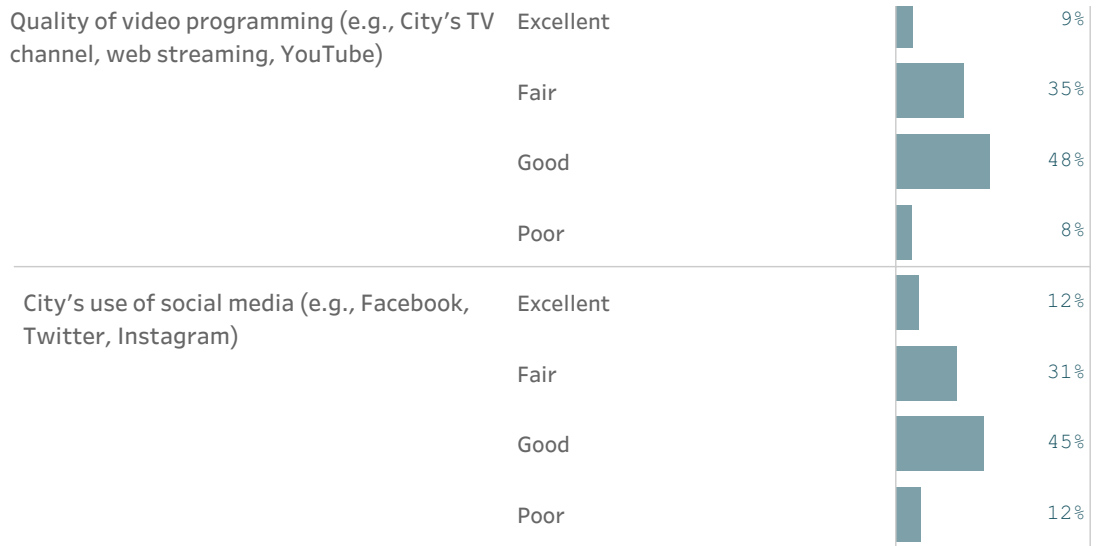 Quality of video programming (e.g., City's TV channel, web streaming, YouTube)
Excellent 9%
Fair 35%
Good 48%
Poor 8%
City's use of social media (e.g., Facebook, Twitter, Instagram)
Excellent 12%
Fair 31%
Good 45%
Poor 12%